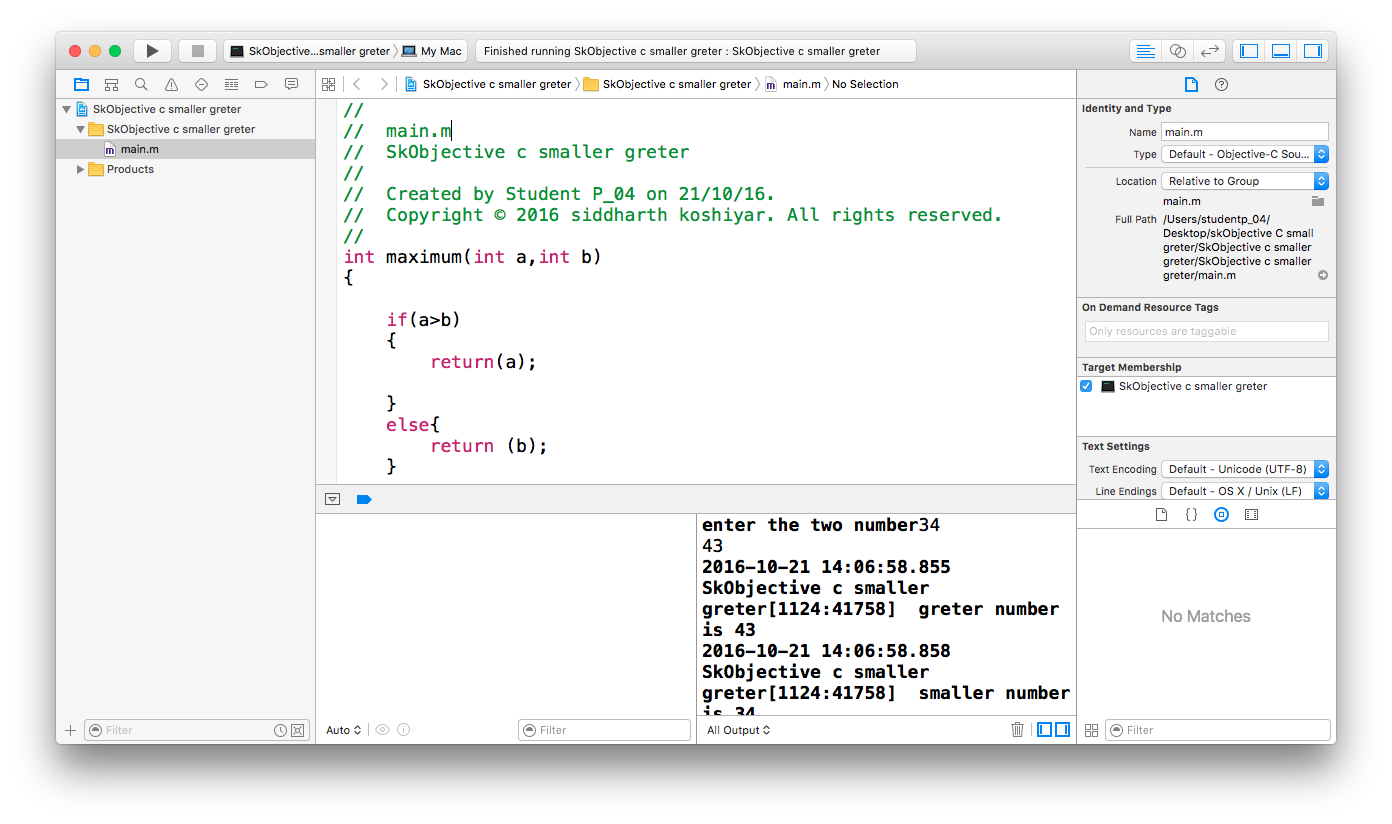 SkObjective...smaller greter
My Mac
Finished running SkObjective c smaller greter : SkObjective c smaller greter
SkObjective c smaller greter
SkObjective c smaller greter
main.m
No Selection
SkObjective c smaller greter
SkObjective c smaller greter
main.m
Products
Filter
//
//  main.m
//  SkObjective c smaller greter
//
//  Created by Student P_04 on 21/10/16.
//  Copyright © 2016 siddharth koshiyar. All rights reserved.
//
int maximum(int a,int b)
{
if(a>b)
{
return(a);
}
else{
return (b);
}
Auto
Filter
enter the two number34
43
2016-10-21 14:06:58.855
SkObjective c smaller
greter[1124:41758]  greter number
is 43
2016-10-21 14:06:58.858
SkObjective c smaller
greter[1124:41758]  smaller number
is 34
All Output
Identity and Type
Name main.m
Type Default - Objective-C Sou...
Location Relative to Group
main.m
Full Path /Users/studentp_04/
Desktop/skObjective C small
greter/SkObjective c smaller
greter/SkObjective c smaller
greter/main.m
On Demand Resource Tags
Only resources are taggable
Target Membership
SkObjective c smaller greter
Text Settings
Text Encoding Default - Unicode (UTF-8)
Line Endings Default - OS X / Unix (LF)
No Matches
Filter